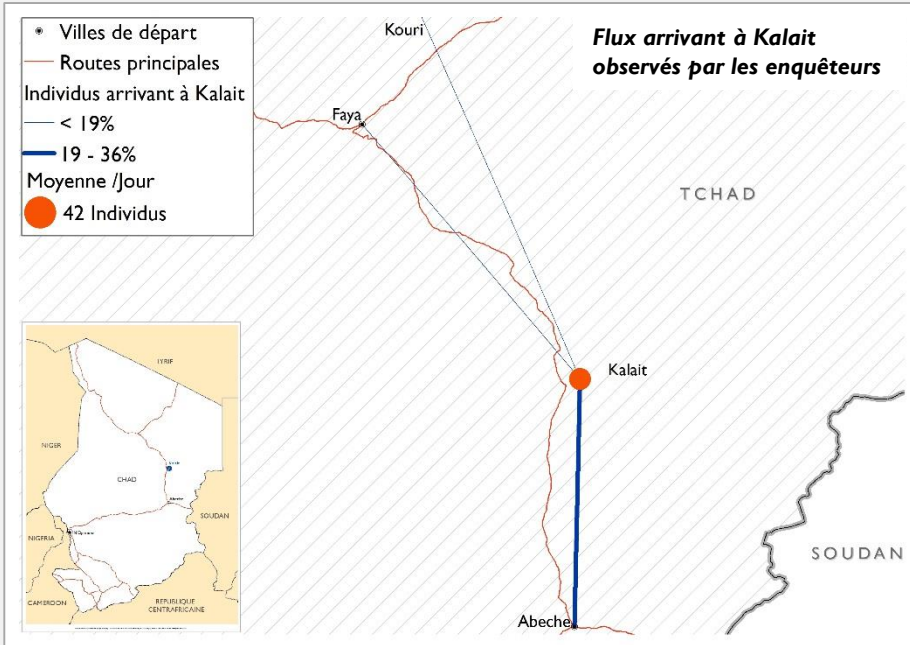 Villes de départ
Routes principales
Individus arrivant à Kalait
< 19%
19 - 36%
Moyenne /Jour
42 Individus
Flux arrivant à Kalait
observés par les enquêteurs
Kouri
Faya
TCHAD
Kalait
SOUDAN
Abeche
LYBIE
NIGER
CHAD
SOUDAN
NIGERIA
CAMEROON
REPUBLIQUE
CENTRAFRICAINE